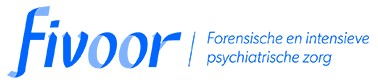 fivoor
Forensische en intensieve
psychiatrische zorg